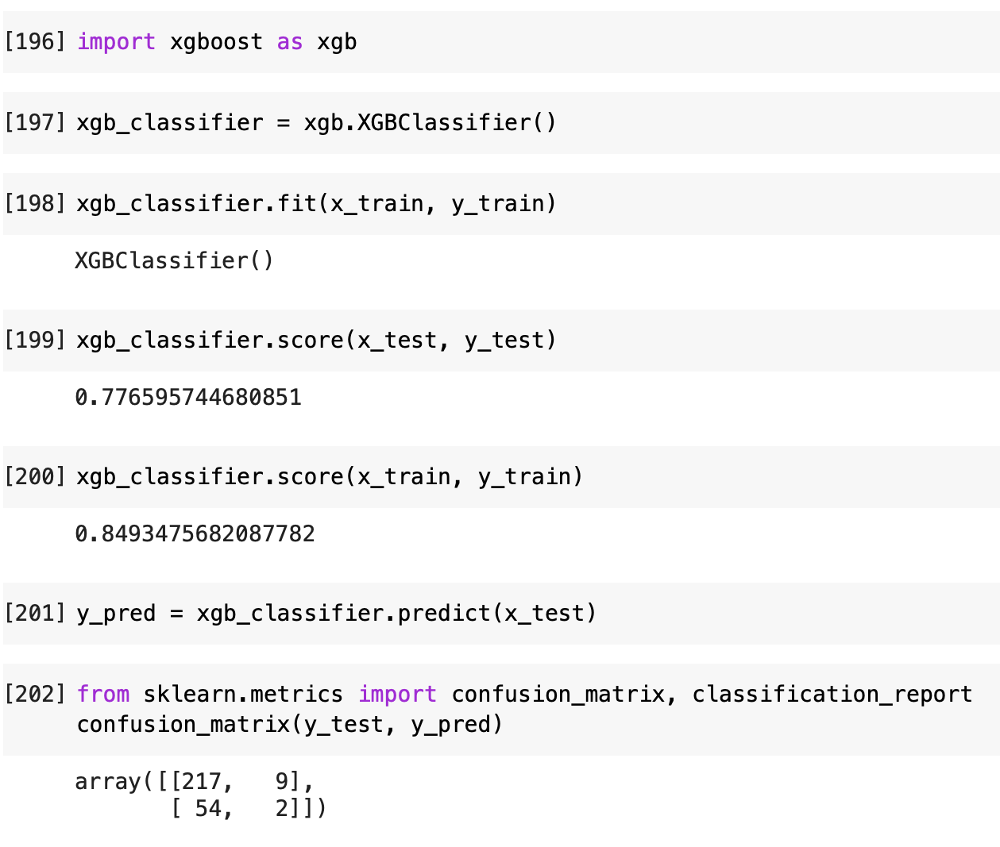 [196] import xgboost as xgb
[197] xgb_classifier = xgb.XGBClassifier()
[198] xgb_classifier.fit(x_train, y_train)
XGBClassifier()
[199] xgb_classifier.score(x_test, y_test)
0.776595744680851
[200] xgb_classifier.score(x_train, y_train)
0.8493475682087782
[201] y_pred = xgb_classifier.predict(x_test)
[202] from sklearn.metrics import confusion_matrix, classification_report
confusion_matrix(y_test, y_pred)
array([[217,   9],
       [ 54,   2]])